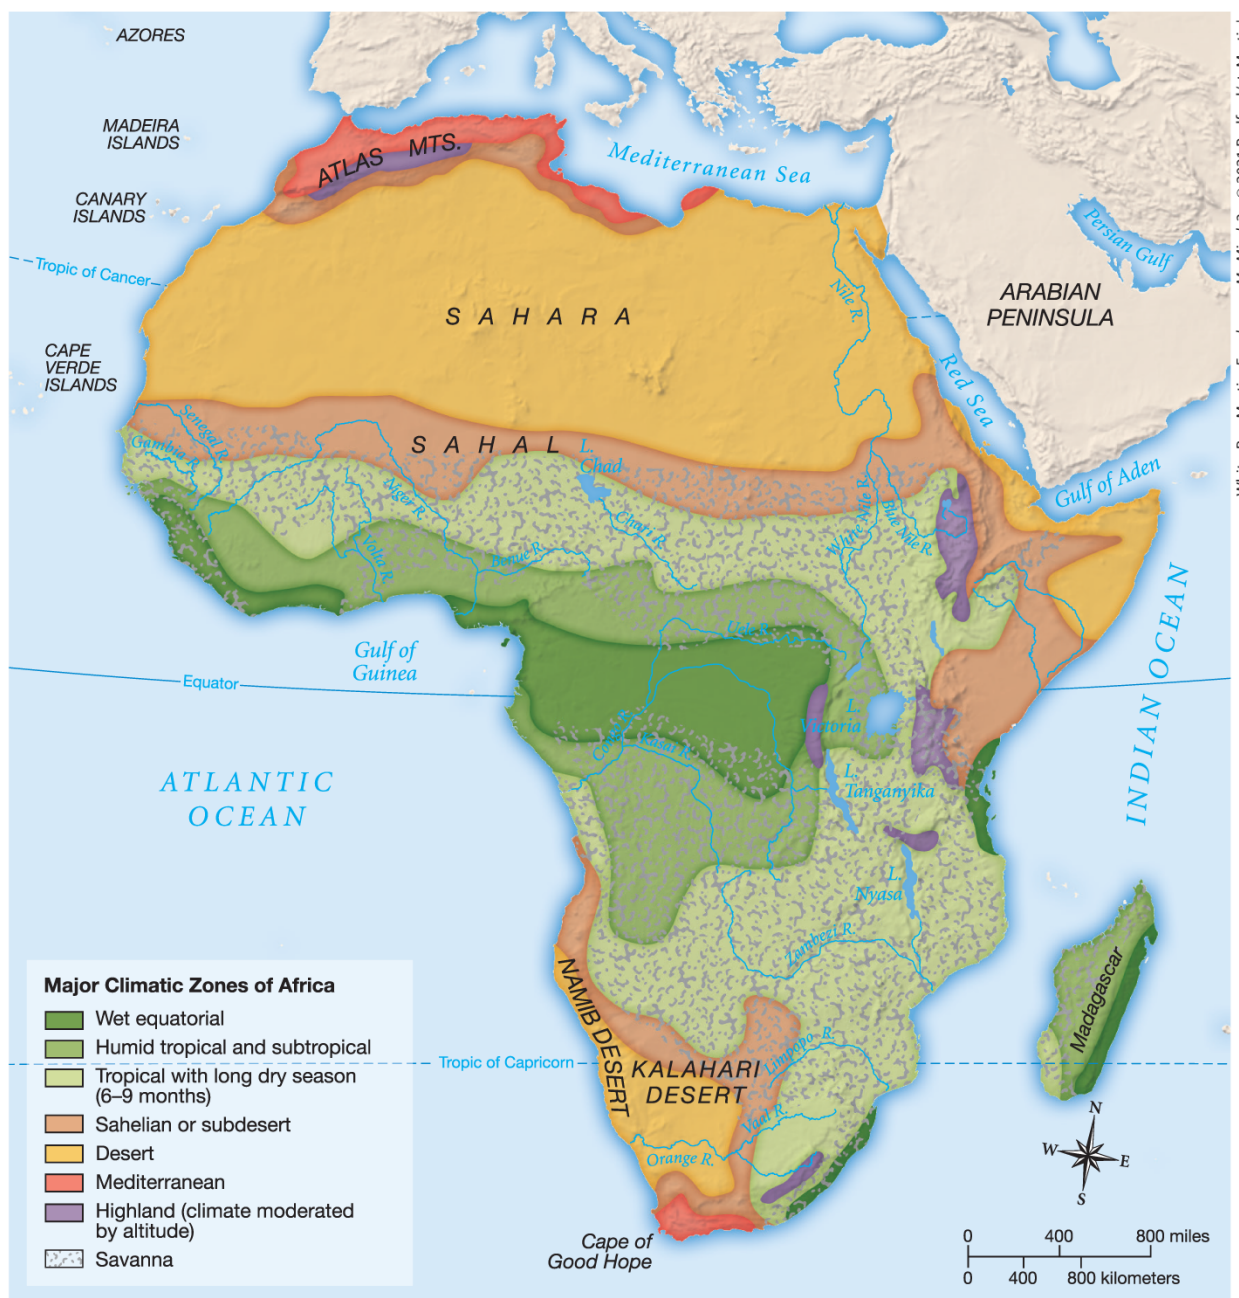 AZORES
MADEIRA
ISLANDS
CANARY
ISLANDS
Tropic of Cancer
CAPE
VERDE
ISLANDS
ATLAS MTS.
Mediterranean Sea
Persian Gulf
ARABIAN
PENINSULA
SAHARA
Nile R.
Red Sea
Gulf of Aden
SAHAL
Senegal R.
Gambia R.
L.
Chad
Niger R.
Chari R.
White Nile R.
Blue Nile R.
Volta R.
Benue R.
Uele R.
Gulf of
Guinea
Equator
INDIAN OCEAN
L.
Victoria
Congo R.
Kasai R.
L.
Tanganyika
ATLANTIC
OCEAN
L.
Nyasa
Zambezi R.
Madagascar
NAMIB DESERT
Tropic of Capricorn
KALAHARI
DESERT
Limpopo R.
Vaal R.
Orange R.
Cape of
Good Hope
Major Climatic Zones of Africa
Wet equatorial
Humid tropical and subtropical
Tropical with long dry season
(6–9 months)
Sahelian or subdesert
Desert
Mediterranean
Highland (climate moderated
by altitude)
Savanna
N
W E
S
0 400 800 miles
0 400 800 kilometers